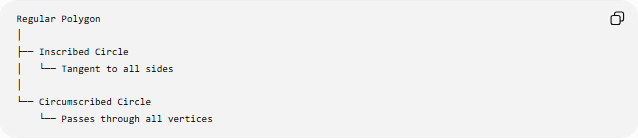 Regular Polygon
│
├── Inscribed Circle
│   └── Tangent to all sides
│
└── Circumscribed Circle
    └── Passes through all vertices